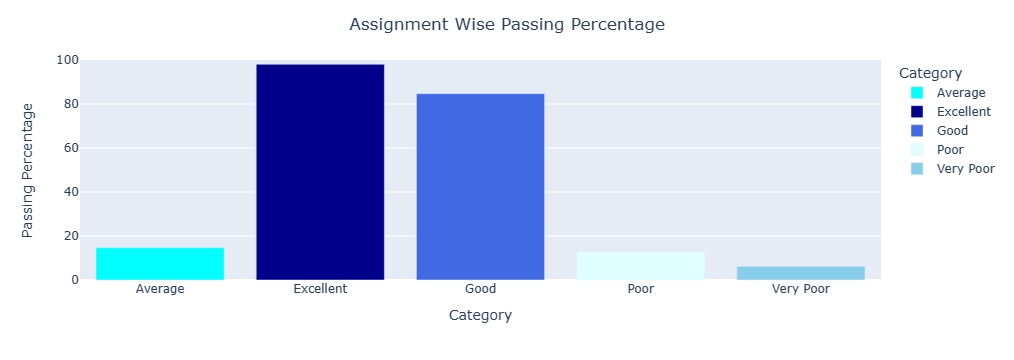 Assignment Wise Passing Percentage
Passing Percentage
100
80
60
40
20
0
Average
Excellent
Good
Poor
Very Poor
Category
Category
Average
Excellent
Good
Poor
Very Poor